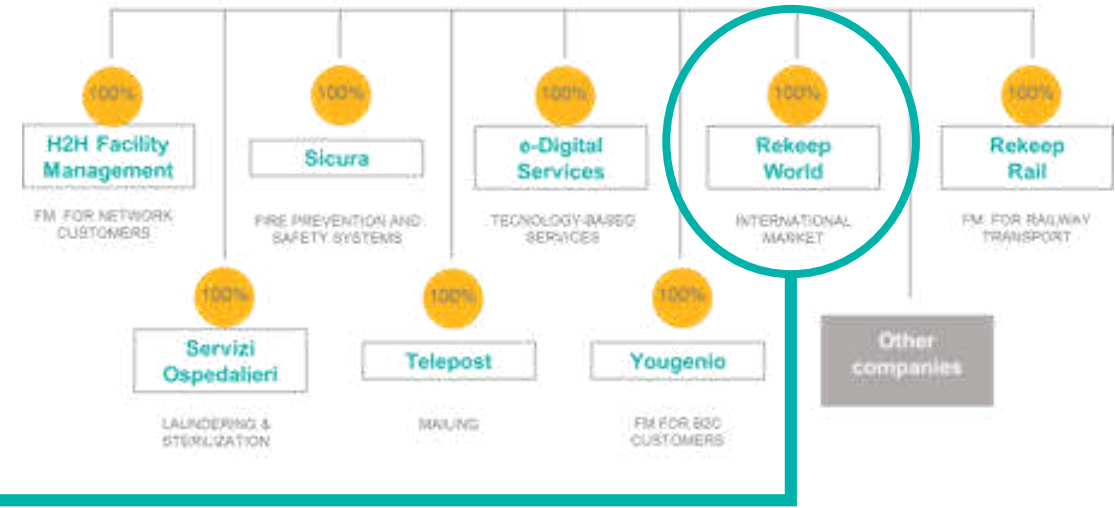 100%
100%
100%
100%
100%
H2H Facility
Management
Sicura
e-Digital
Services
Rekeep
World
Rekeep
Rail
FM FOR NETWORK
CUSTOMERS
FIRE PREVENTION AND
SAFETY SYSTEMS
TECNOLOGY-BASED
SERVICES
INTERNATIONAL
MARKET
FM FOR RAILWAY
TRANSPORT
100%
100%
100%
Servizi
Ospedalieri
Telepost
Yougenio
Other
companies
LAUNDERING &
STERILIZATION
MAILING
FM FOR B2C
CUSTOMERS